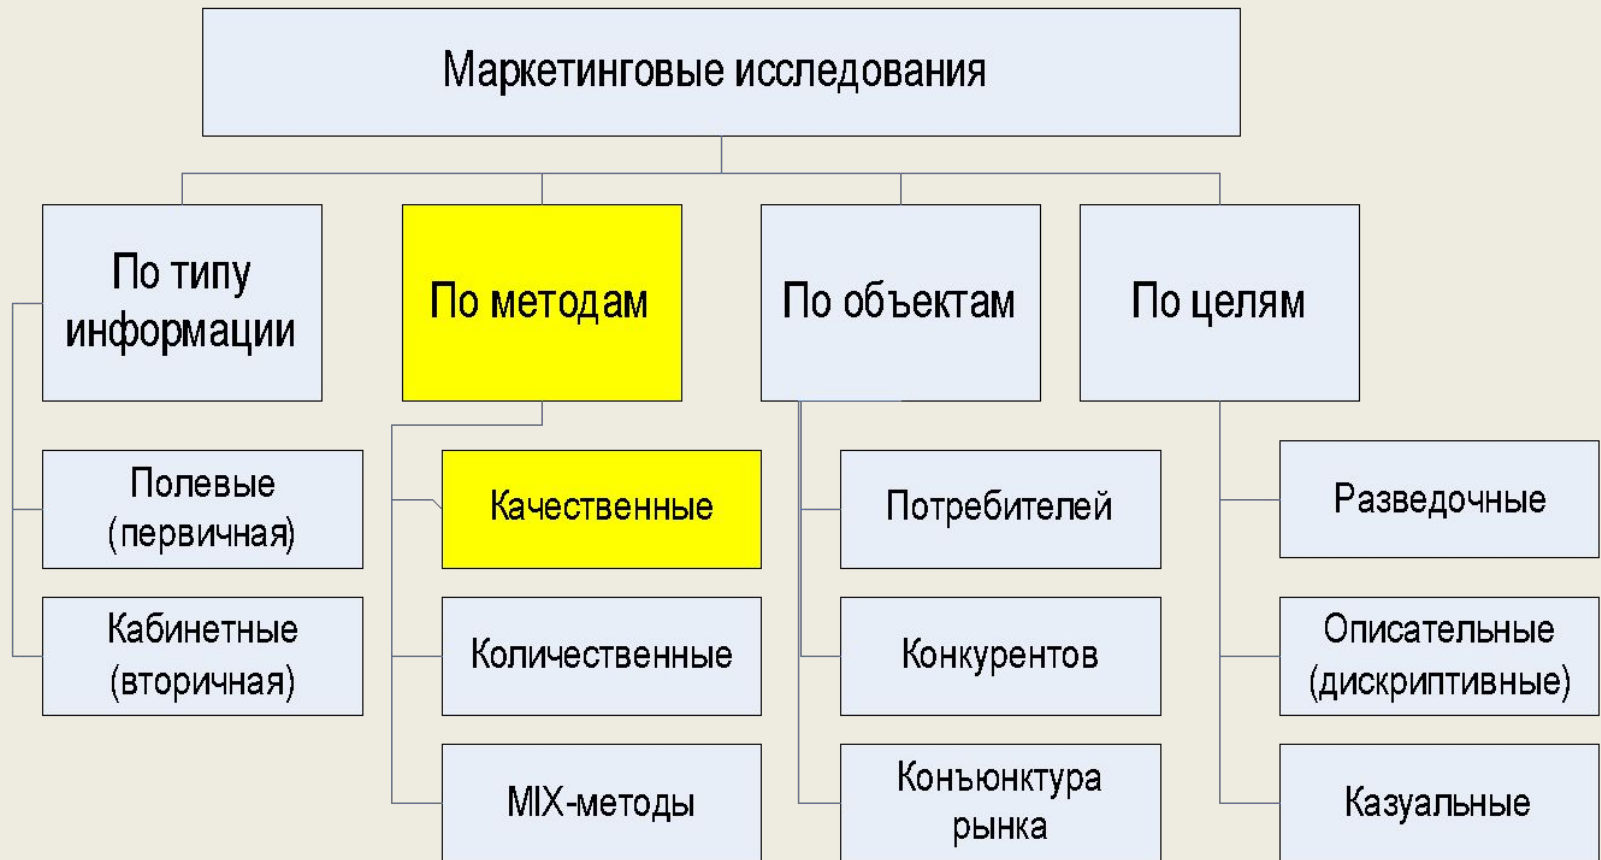 Маркетинговые исследования
По типу
информации
По методам
По объектам
По целям
Полевые
(первичная)
Качественные
Потребителей
Разведочные
Кабинетные
(вторичная)
Количественные
Конкурентов
Описательные
(дискриптивные)
MIX-методы
Конъюнктура
рынка
Казуальные